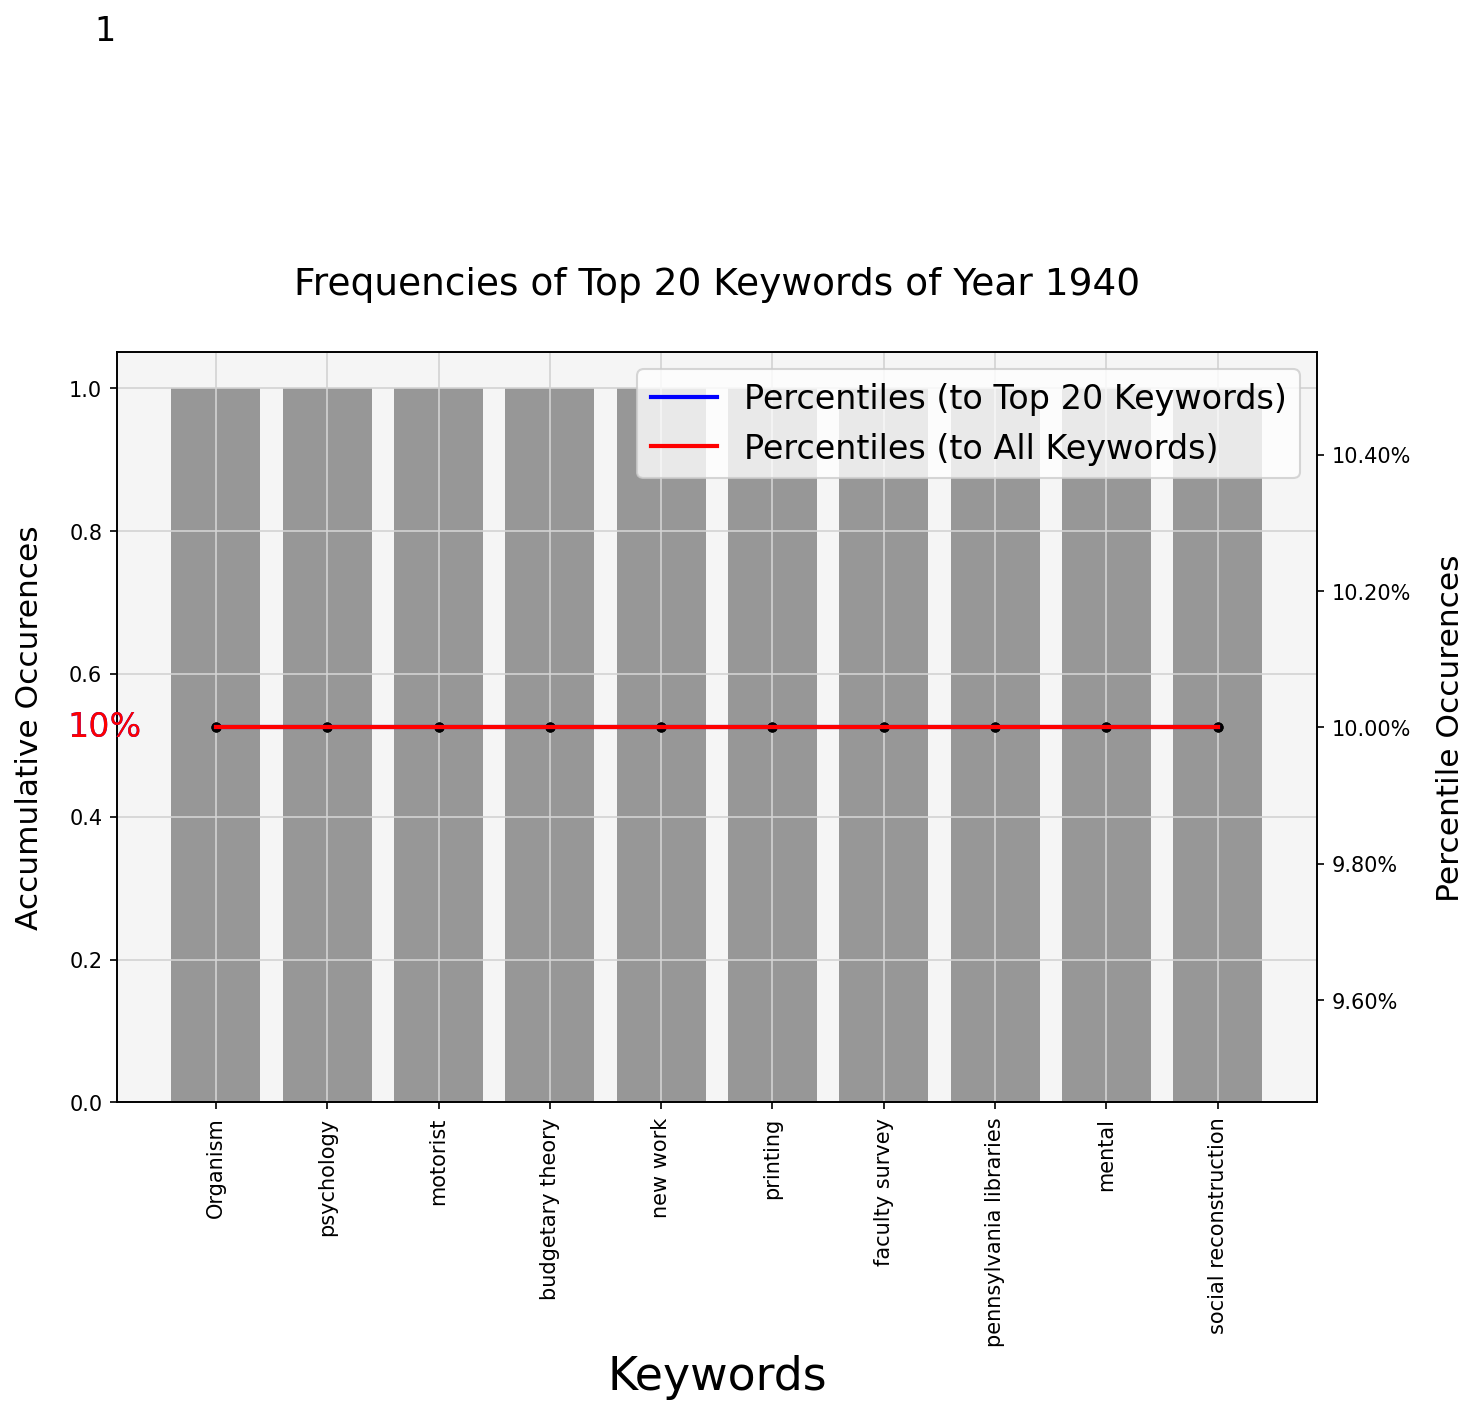 1
Frequencies of Top 20 Keywords of Year 1940
Percentiles (to Top 20 Keywords)
Percentiles (to All Keywords)
Accumulative Occurences
1.0
0.8
0.6
0.4
0.2
0.0
10%
10.40%
10.20%
10.00%
9.80%
9.60%
Percentile Occurences
Organism
psychology
motorist
budgetary theory
new work
printing
faculty survey
pennsylvania libraries
mental
social reconstruction
Keywords